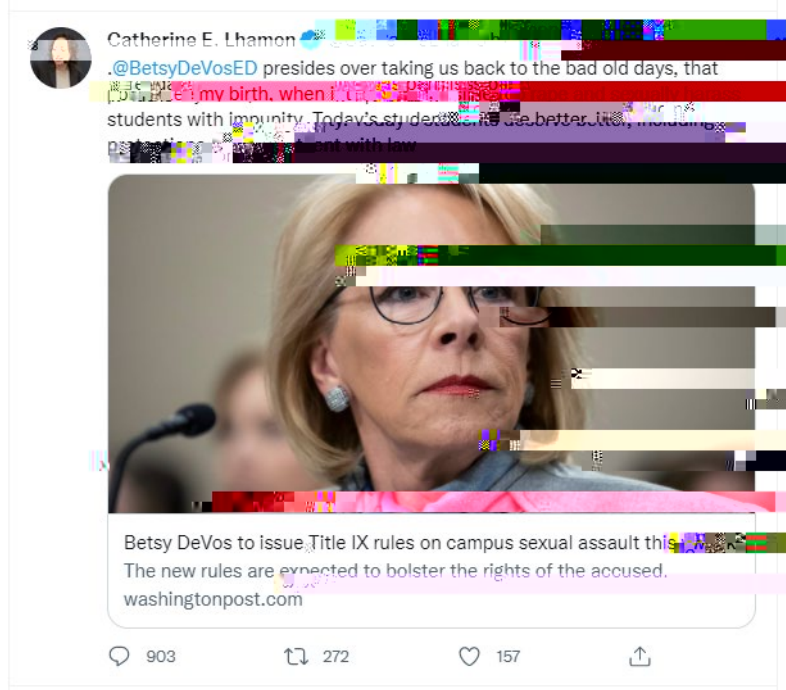 Catherine E. Lhamon
.@BetsyDeVosED presides over taking us back to the bad old days, that
my birth, when
students with impunity. Today's students deserve better, including
with law
Betsy DeVos to issue Title IX rules on campus sexual assault this
The new rules are expected to bolster the rights of the accused.
washingtonpost.com
903 272 157